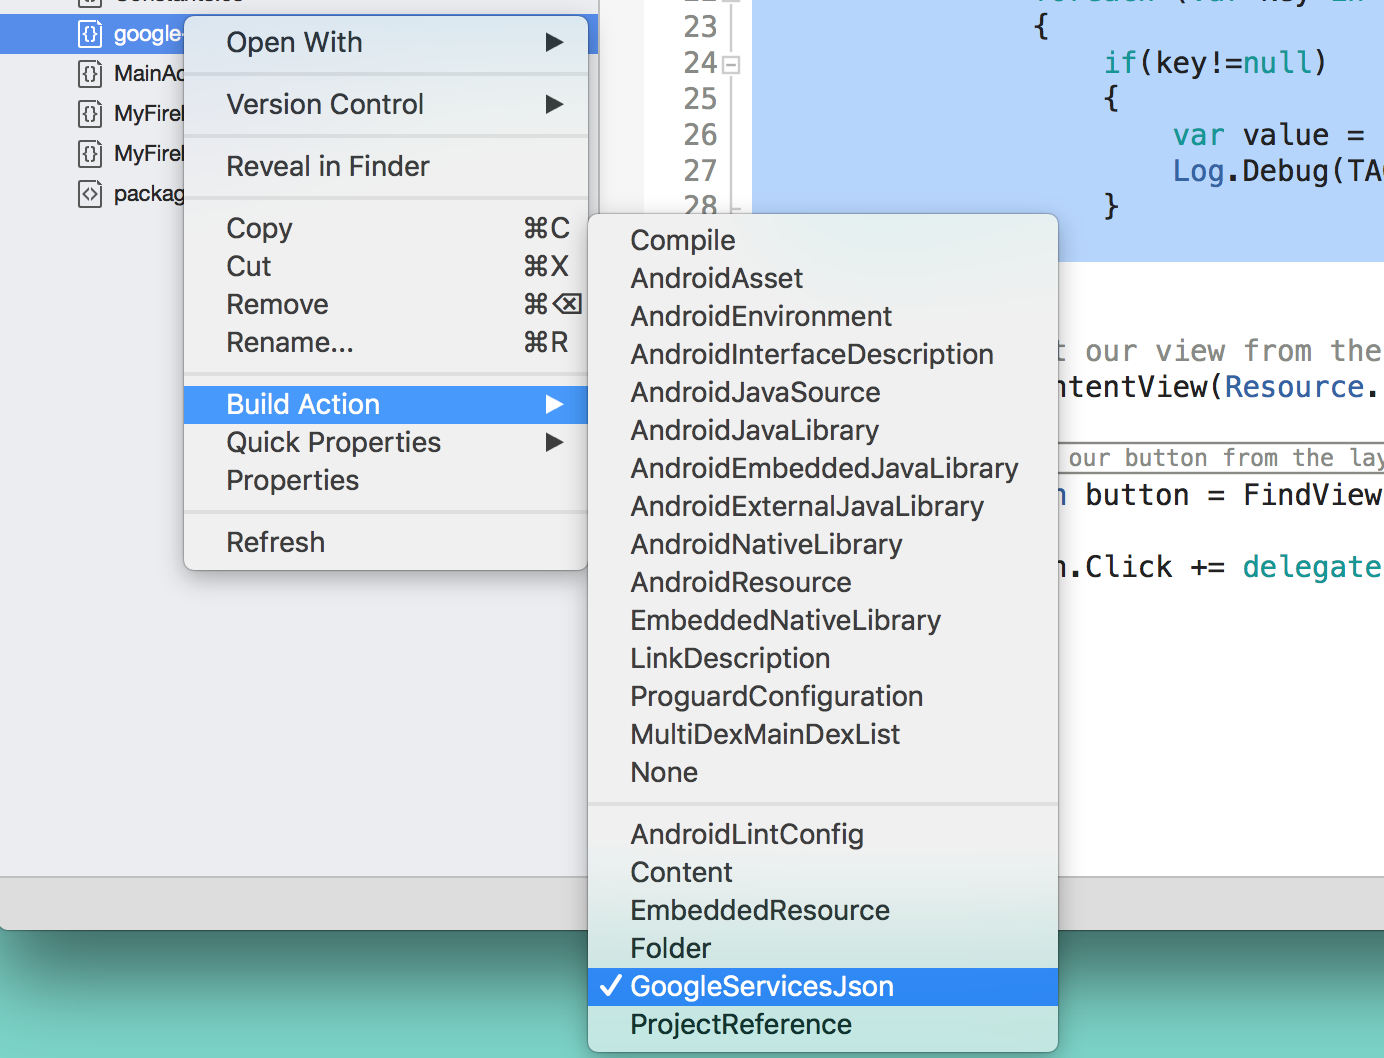 google-
MainAc
MyFirel
MyFirel
packag
Open With
Version Control
Reveal in Finder
Copy ⌘C
Cut ⌘X
Remove ⌘⌫
Rename... ⌘R
Build Action
Quick Properties
Properties
Refresh
23 {
24 if(key!=null)
25 {
26 var value =
27 Log.Debug(TAG
28 }
Compile
AndroidAsset
AndroidEnvironment
AndroidInterfaceDescription
AndroidJavaSource
AndroidJavaLibrary
AndroidEmbeddedJavaLibrary
AndroidExternalJavaLibrary
AndroidNativeLibrary
AndroidResource
EmbeddedNativeLibrary
LinkDescription
ProguardConfiguration
MultiDexMainDexList
None
AndroidLintConfig
Content
EmbeddedResource
Folder
✓ GoogleServicesJson
ProjectReference
t our view from the
ntentView(Resource.
our button from the lay
n button = FindView
n.Click += delegate